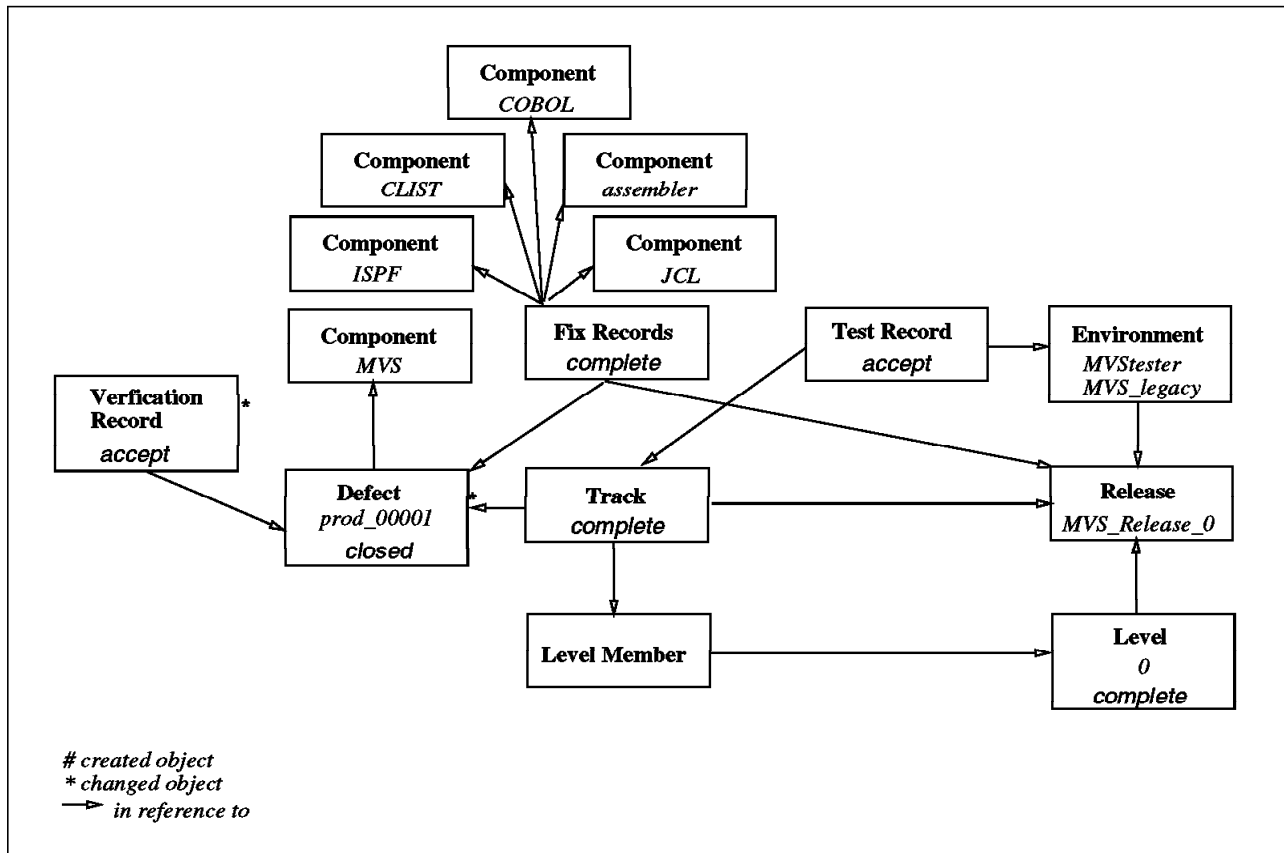 Component
COBOL
Component
CLIST
Component
assembler
Component
ISPF
Component
JCL
Component
MVS
Fix Records
complete
Test Record
accept
Environment
MVStester
MVS_legacy
Verfication
Record
*
accept
Defect
*
prod_00001
closed
Track
complete
Release
MVS_Release_0
Level Member
Level
0
complete
# created object
* changed object
in reference to